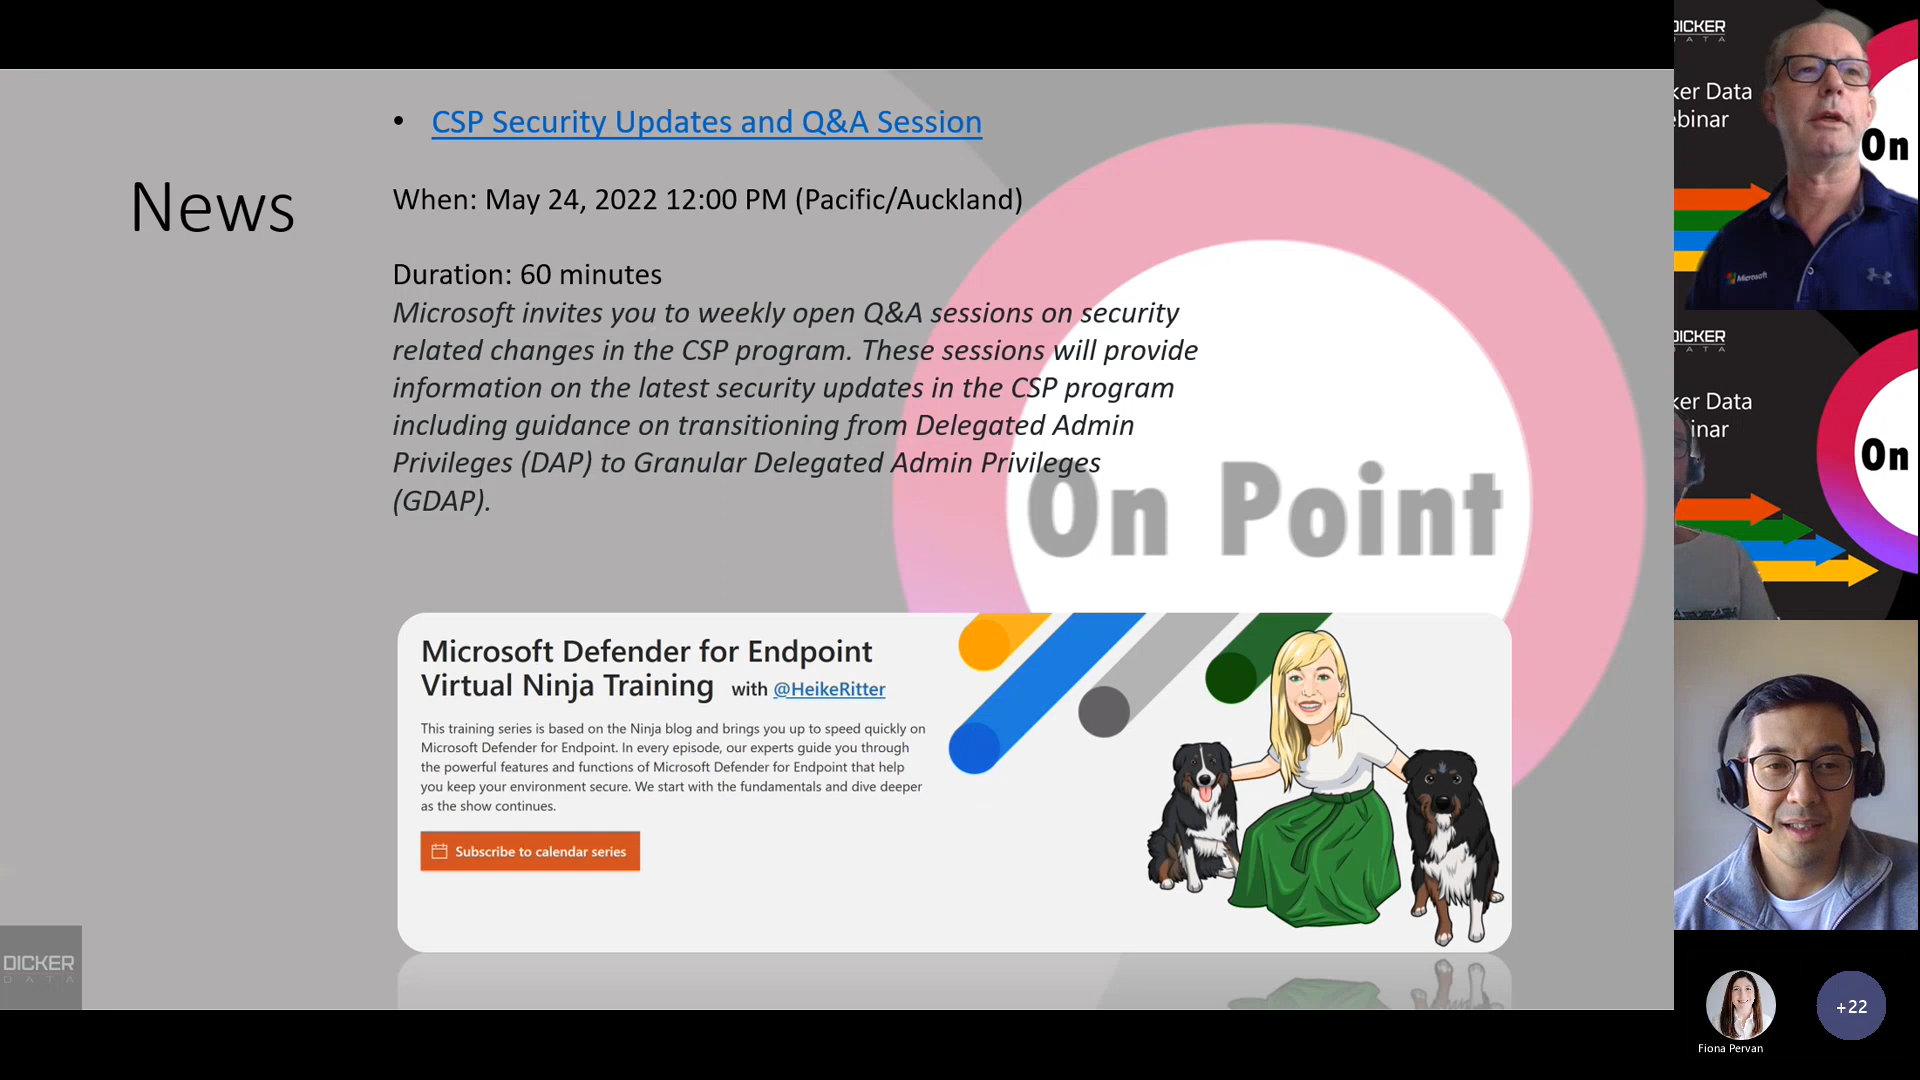 News
• CSP Security Updates and Q&A Session
When: May 24, 2022 12:00 PM (Pacific/Auckland)
Duration: 60 minutes
Microsoft invites you to weekly open Q&A sessions on security
related changes in the CSP program. These sessions will provide
information on the latest security updates in the CSP program
including guidance on transitioning from Delegated Admin
Privileges (DAP) to Granular Delegated Admin Privileges
(GDAP).
On Point
Microsoft Defender for Endpoint
Virtual Ninja Training with @HeikeRitter
This training series is based on the Ninja blog and brings you up to speed quickly on
Microsoft Defender for Endpoint. In every episode, our experts guide you through
the powerful features and functions of Microsoft Defender for Endpoint that help
you keep your environment secure. We start with the fundamentals and dive deeper
as the show continues.
Subscribe to calendar series
DICKER
DATA
DICKER
DATA
ker Data
binar
On
Microsoft
DICKER
DATA
ker Data
inar
On
Fiona Pervan
+22